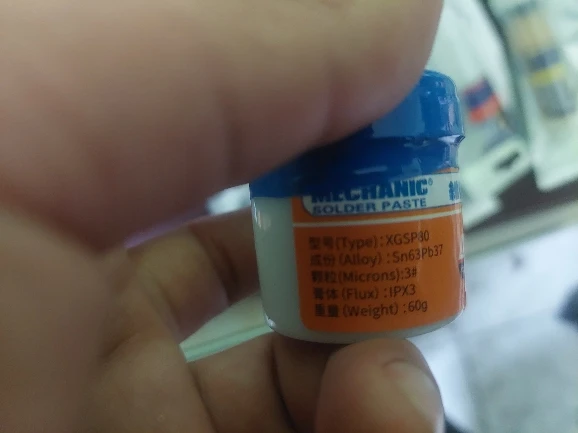 MECHANIC®
SOLDER PASTE
型号(Type):XGSP80
成份(Alloy):Sn63Pb37
颗粒(Microns):3#
膏体(Flux):IPX3
重量(Weight):60g